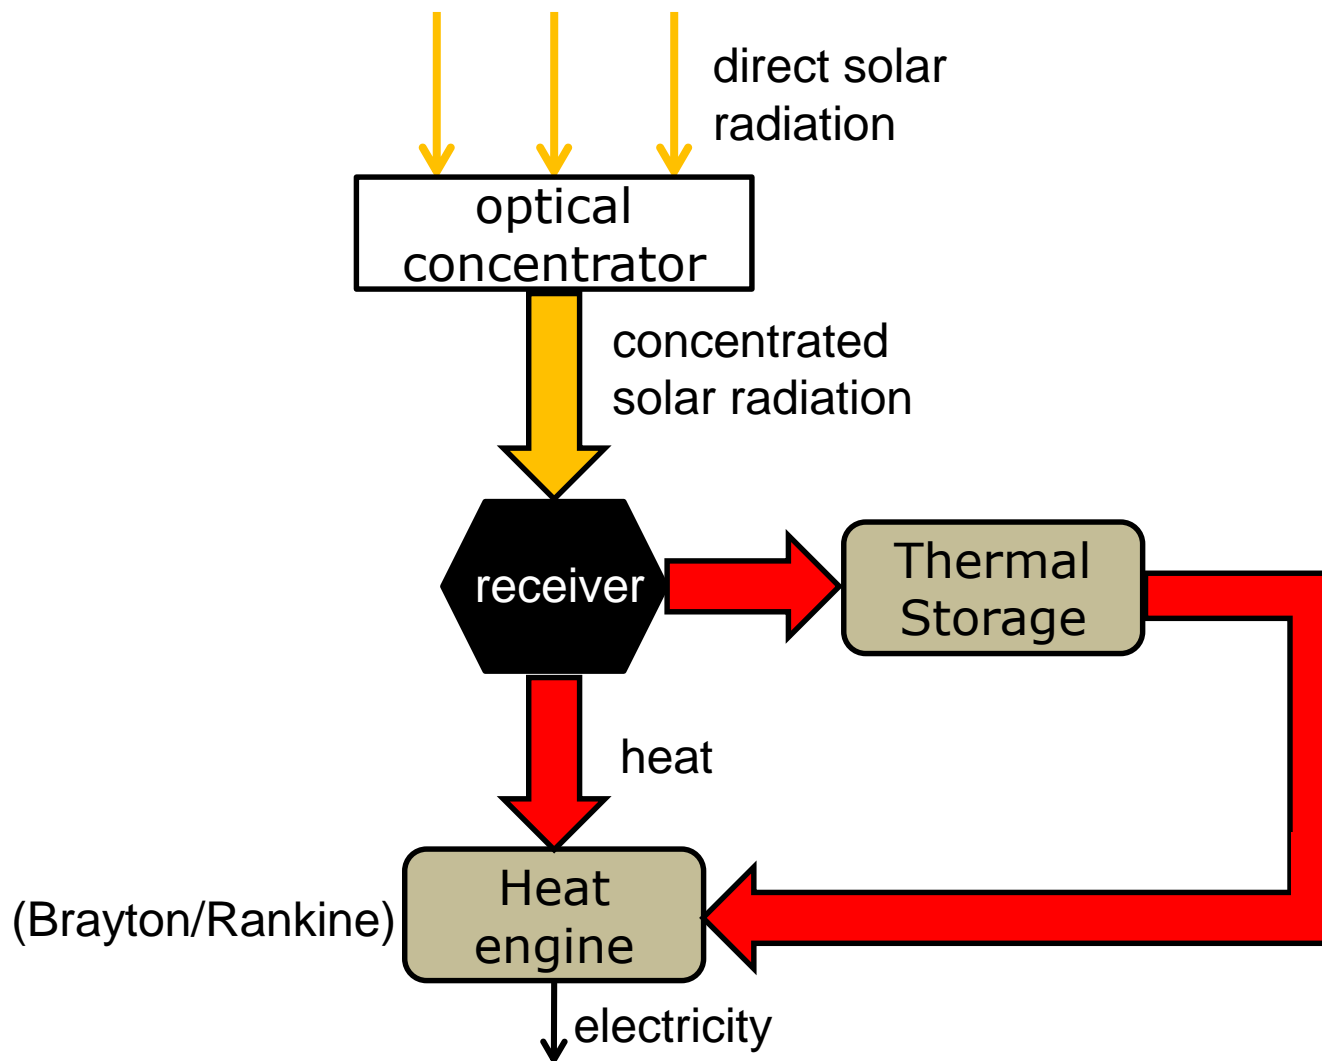 direct solar
radiation
optical
concentrator
concentrated
solar radiation
receiver
Thermal
Storage
heat
(Brayton/Rankine)
Heat
engine
electricity